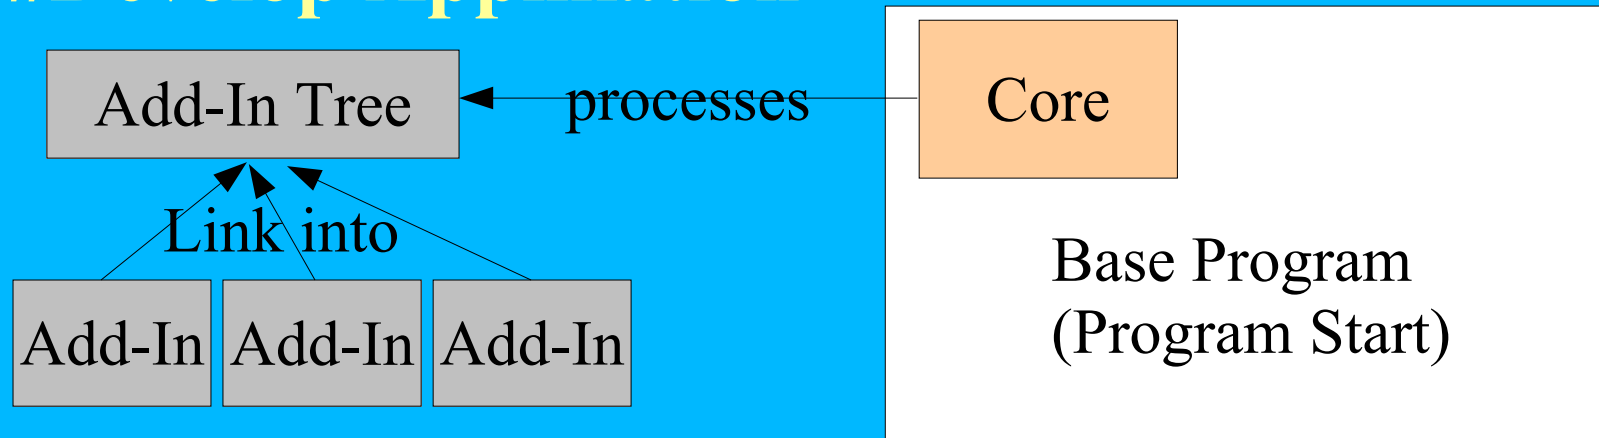 Add-In Tree
processes
Core
Link into
Base Program
(Program Start)
Add-In
Add-In
Add-In